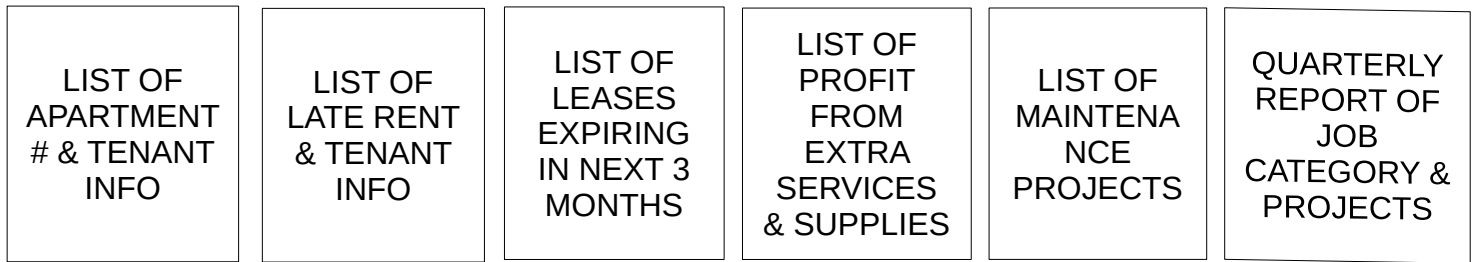 LIST OF
APARTMENT
# & TENANT
INFO
LIST OF
LATE RENT
& TENANT
INFO
LIST OF
LEASES
EXPIRING
IN NEXT 3
MONTHS
LIST OF
PROFIT
FROM
EXTRA
SERVICES
& SUPPLIES
LIST OF
MAINTENA
NCE
PROJECTS
QUARTERLY
REPORT OF
JOB
CATEGORY &
PROJECTS